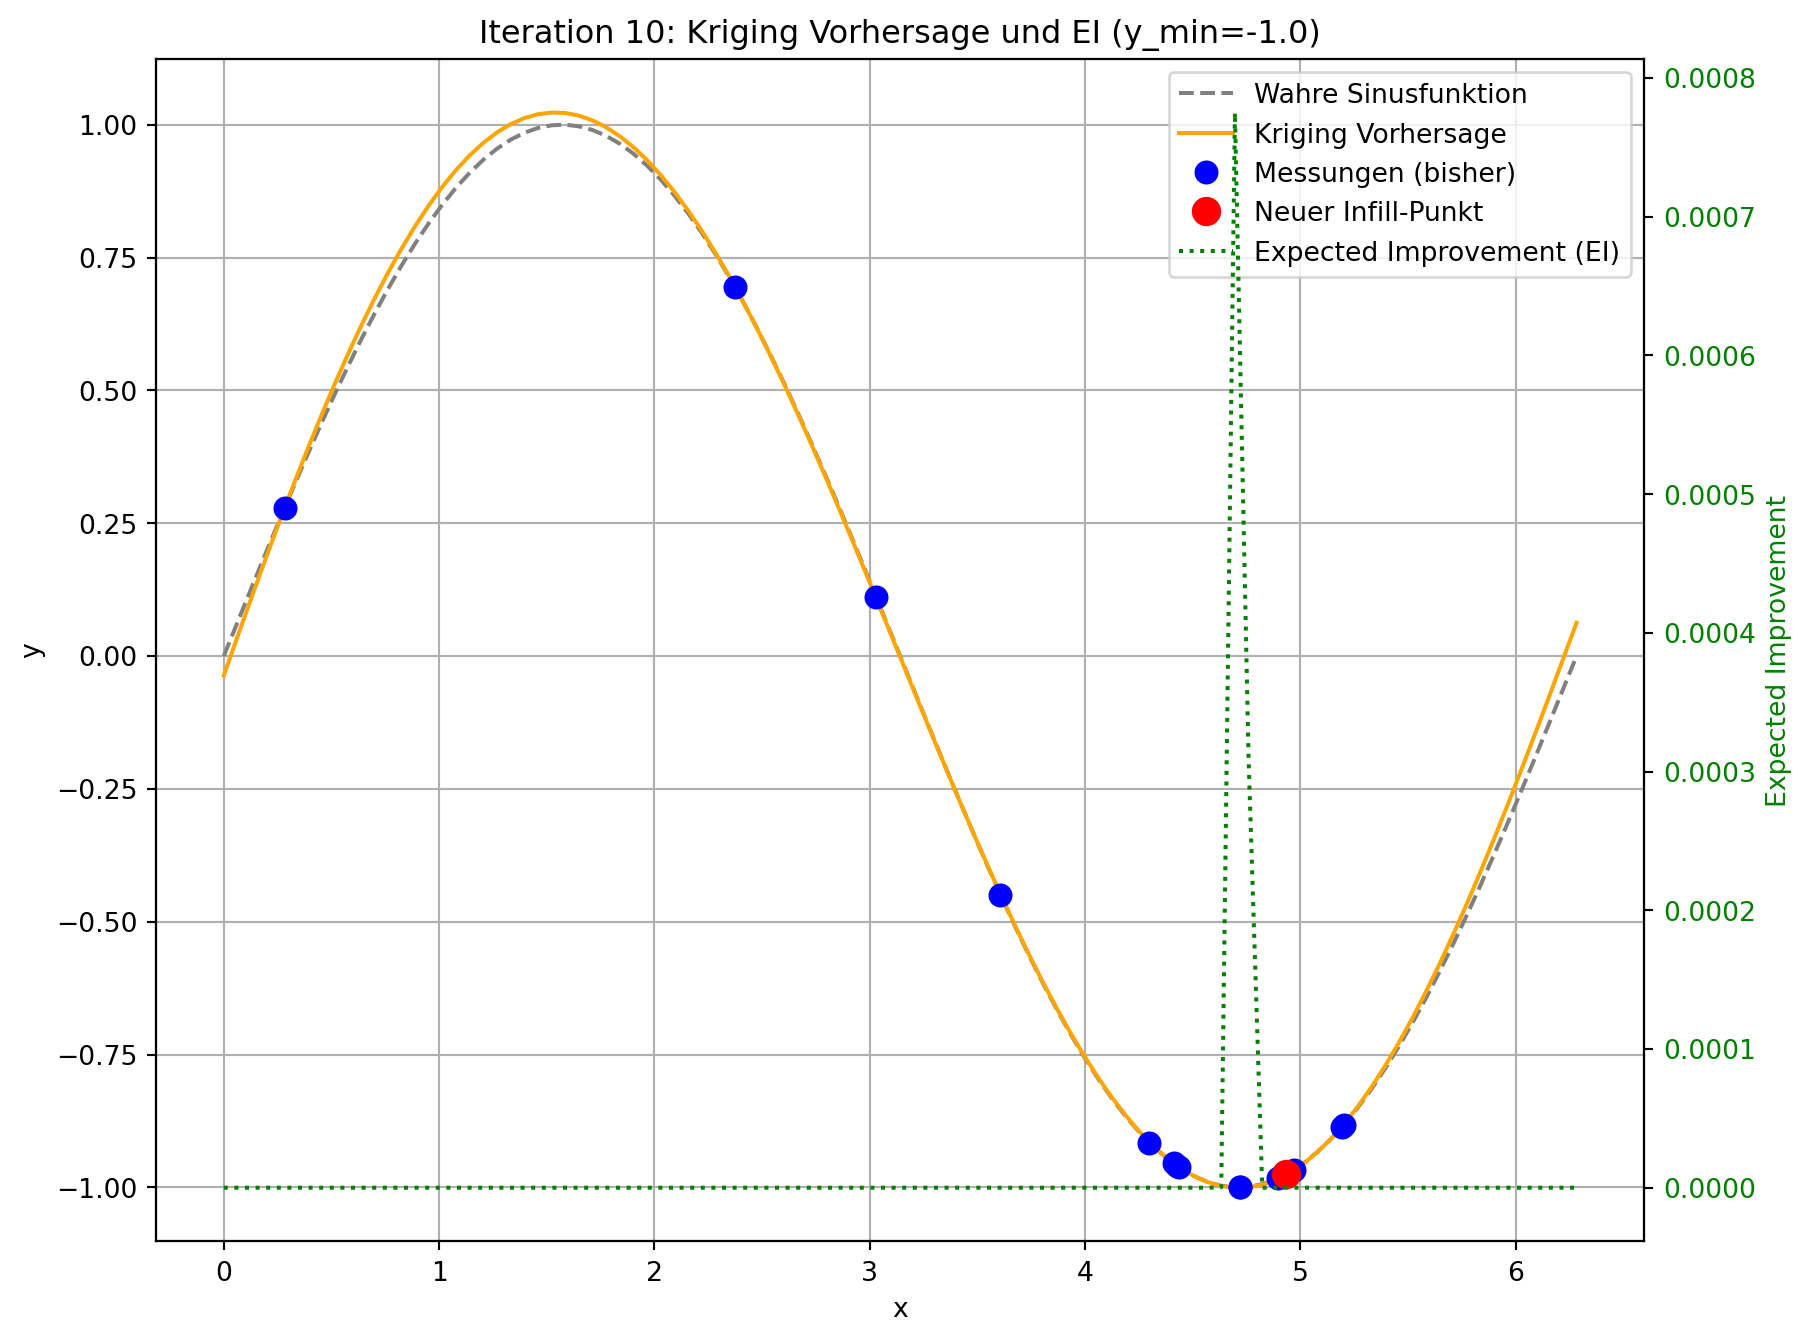 Iteration 10: Kriging Vorhersage und EI (y_min=-1.0)
Wahre Sinusfunktion
Kriging Vorhersage
Messungen (bisher)
Neuer Infill-Punkt
Expected Improvement (EI)
1.00
0.75
0.50
0.25
0.00
−0.25
−0.50
−0.75
−1.00
y
0.0008
0.0007
0.0006
0.0005
0.0004
0.0003
0.0002
0.0001
0.0000
Expected Improvement
0 1 2 3 4 5 6
x